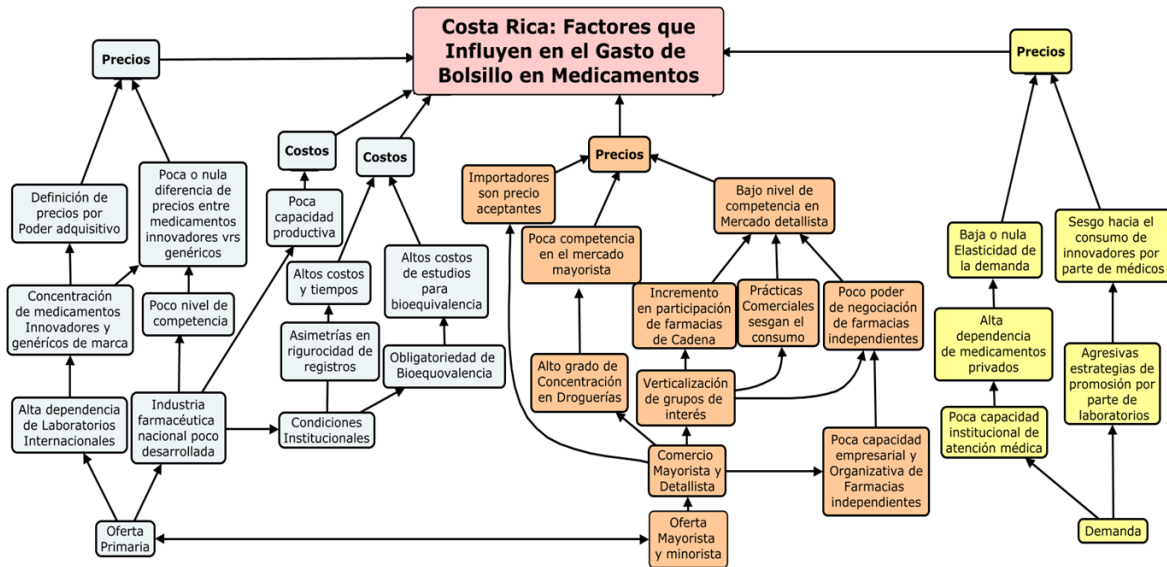 Costa Rica: Factores que
Influyen en el Gasto de
Bolsillo en Medicamentos
Precios
Definición de
precios por
Poder adquisitivo
Poca o nula
diferencia de
precios entre
medicamentos
innovadores vrs
genéricos
Concentración
de medicamentos
Innovadores y
genéricos de marca
Poco nivel de
competencia
Alta dependencia
de Laboratorios
Internacionales
Industria
farmacéutica
nacional poco
desarrollada
Oferta
Primaria
Costos
Poca
capacidad
productiva
Costos
Altos costos
y tiempos
Altos costos
de estudios
para
bioequivalencia
Asimetrías en
rigurocidad de
registros
Obligatoriedad de
Bioequovalencia
Condiciones
Institucionales
Precios
Importadores
son precio
aceptantes
Poca competencia
en el mercado
mayorista
Bajo nivel de
competencia en
Mercado detallista
Incremento
en participación
de farmacias
de Cadena
Prácticas
Comerciales
sesgan el
consumo
Poco poder
de negociación
de farmacias
independientes
Alto grado de
Concentración
en Droguerías
Verticalización
de grupos de
interés
Comercio
Mayorista y
Detallista
Poca capacidad
empresarial y
Organizativa de
Farmacias
independientes
Oferta
Mayorista
y minorista
Precios
Baja o nula
Elasticidad de
la demanda
Sesgo hacia el
consumo de
innovadores por
parte de médicos
Alta
dependencia
de medicamentos
privados
Agresivas
estrategias de
promosión por
parte de
laboratorios
Poca capacidad
institucional de
atención médica
Demanda